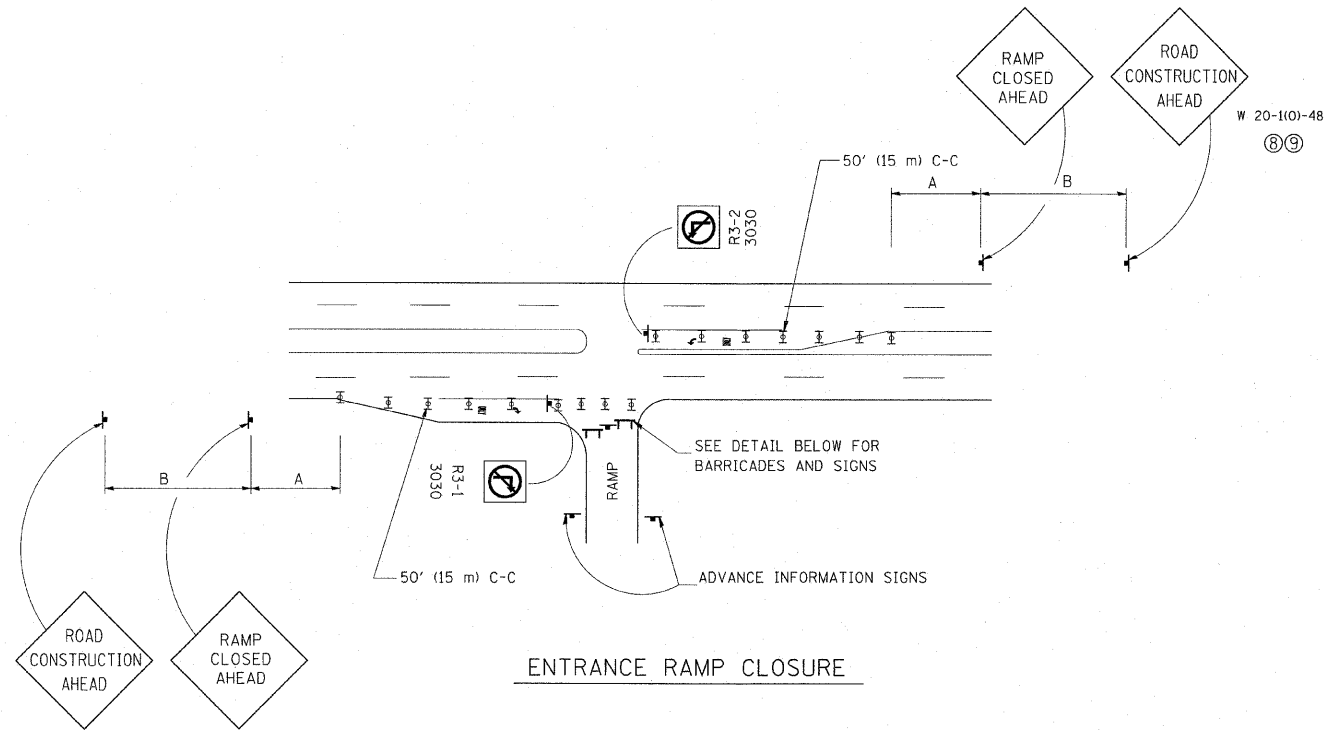 RAMP
CLOSED
AHEAD
ROAD
CONSTRUCTION
AHEAD
W 20-1(0)-48
⑧⑨
50' (15 m) C-C
A
B
R3-2
3030
SEE DETAIL BELOW FOR
BARRICADES AND SIGNS
B
A
R3-1
3030
RAMP
50' (15 m) C-C
ADVANCE INFORMATION SIGNS
ROAD
CONSTRUCTION
AHEAD
RAMP
CLOSED
AHEAD
ENTRANCE RAMP CLOSURE